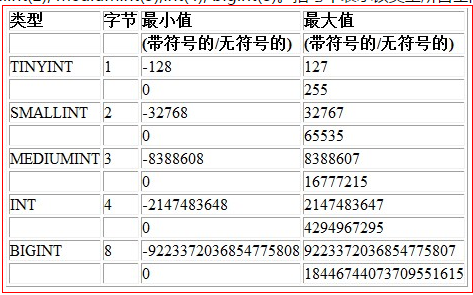 类型 字节 最小值 最大值
(带符号的/无符号的) (带符号的/无符号的)
TINYINT 1 -128 127
0 255
SMALLINT 2 -32768 32767
0 65535
MEDIUMINT 3 -8388608 8388607
0 16777215
INT 4 -2147483648 2147483647
0 4294967295
BIGINT 8 -9223372036854775808 9223372036854775807
0 18446744073709551615